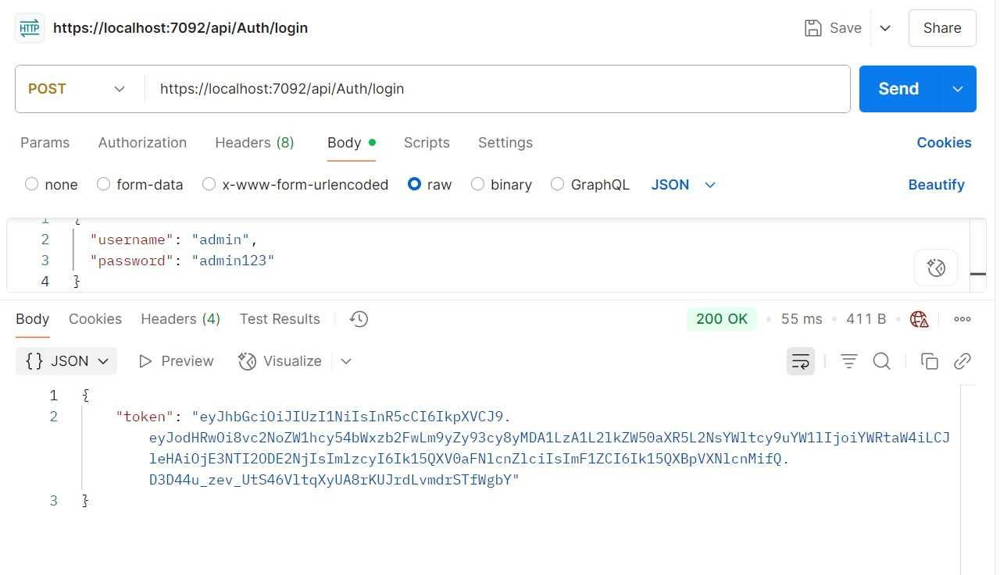 HTTP https://localhost:7092/api/Auth/login Save Share
POST https://localhost:7092/api/Auth/login Send
Params Authorization Headers (8) Body Scripts Settings Cookies
none form-data x-www-form-urlencoded raw binary GraphQL JSON Beautify
1 {
2 "username": "admin",
3 "password": "admin123"
4 }
Body Cookies Headers (4) Test Results 200 OK 55 ms 411 B
{} JSON Preview Visualize
1 {
2 "token": "eyJhbGciOiJIUzI1NiIsInR5cCI6IkpXVCJ9.
eyJodHRwOi8vc2NoZW1hcy54bWxzb2FwLm9yZy93cy8yMDA1LzA1L2lkZW50aXR5L2NsYWltcy9uYW1lIjoiYWRtaW4iLCJ
leHAiOjE3NTI2ODE2NjIsImlzcyI6Ik15QXV0aFNlcnZlciIsImF1ZCI6Ik15QXBpVXNlcnMifQ.
D3D44u_zev_UtS46VltqXyUA8rKUJrdLvmdrSTfWgbY"
3 }